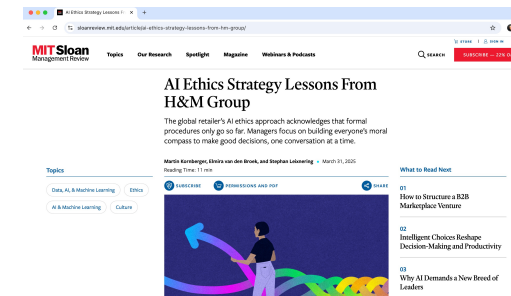 AI Ethics Strategy Lessons Fr
sloanreview.mit.edu/article/ai-ethics-strategy-lessons-from-hm-group/
STORE | SIGN IN
MIT Sloan
Management Review
Topics
Our Research
Spotlight
Magazine
Webinars & Podcasts
SEARCH
SUBSCRIBE — 22% O
AI Ethics Strategy Lessons From
H&M Group
The global retailer's AI ethics approach acknowledges that formal
procedures only go so far. Managers focus on building everyone's moral
compass to make good decisions, one conversation at a time.
Martin Kornberger, Elmira van den Broek, and Stephan Leixnering • March 31, 2025
Reading Time: 11 min
Topics
Data, AI, & Machine Learning
Ethics
AI & Machine Learning
Culture
SUBSCRIBE
PERMISSIONS AND PDF
SHARE
What to Read Next
01
How to Structure a B2B
Marketplace Venture
02
Intelligent Choices Reshape
Decision-Making and Productivity
03
Why AI Demands a New Breed of
Leaders